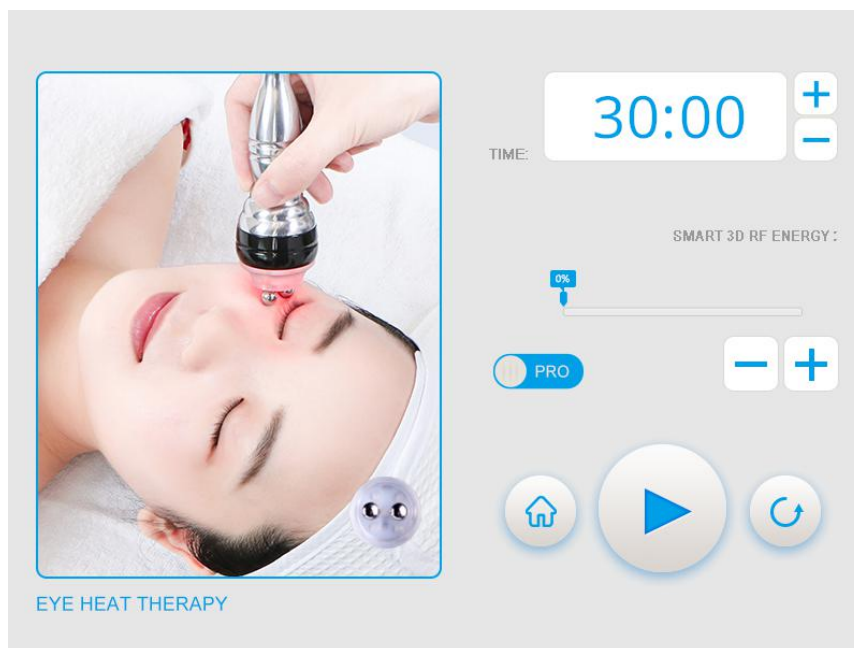 30:00
TIME:
SMART 3D RF ENERGY:
0%
PRO
EYE HEAT THERAPY